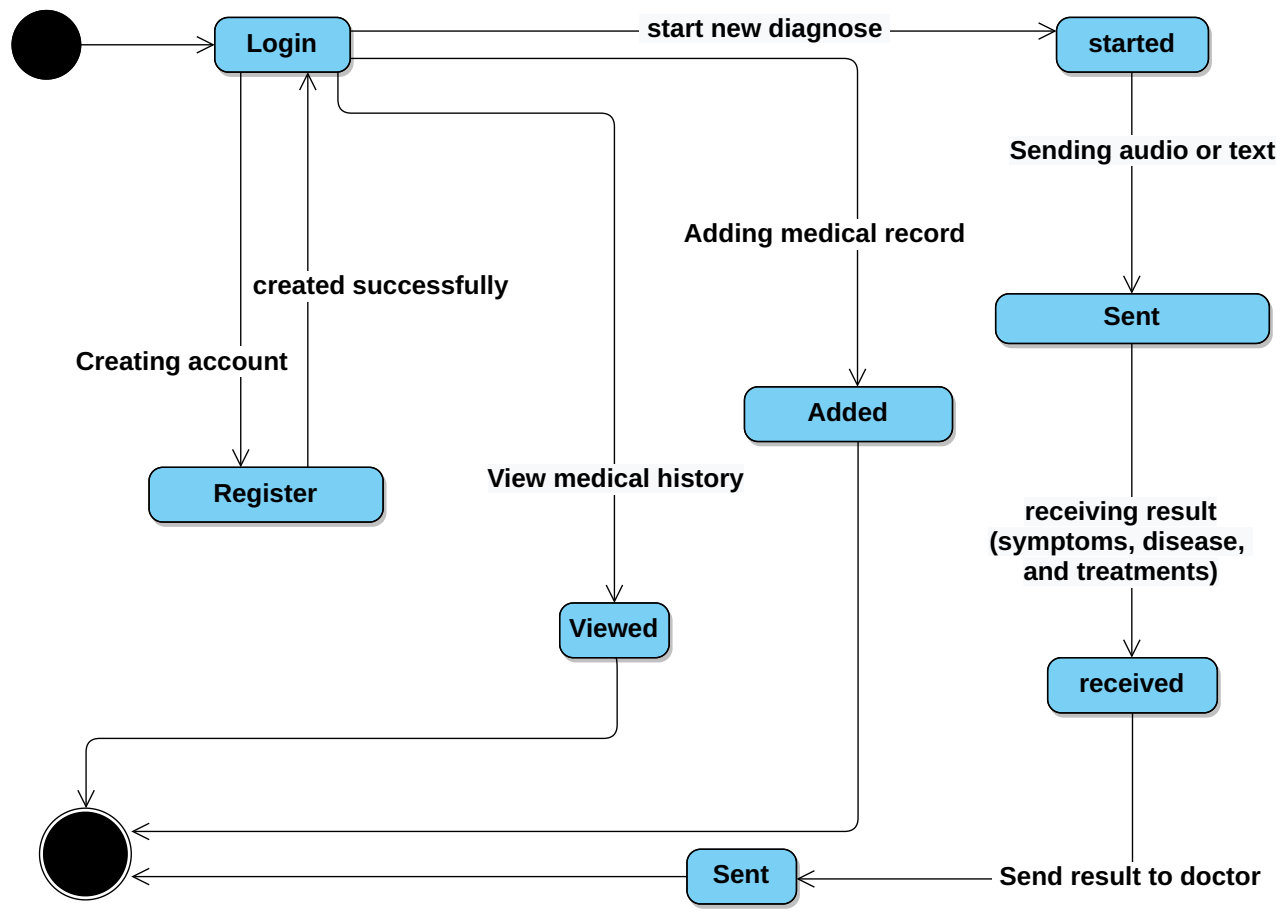 Login
start new diagnose
started
Sending audio or text
Adding medical record
created successfully
Sent
Creating account
Added
View medical history
Register
receiving result
(symptoms, disease,
and treatments)
Viewed
received
Sent
Send result to doctor